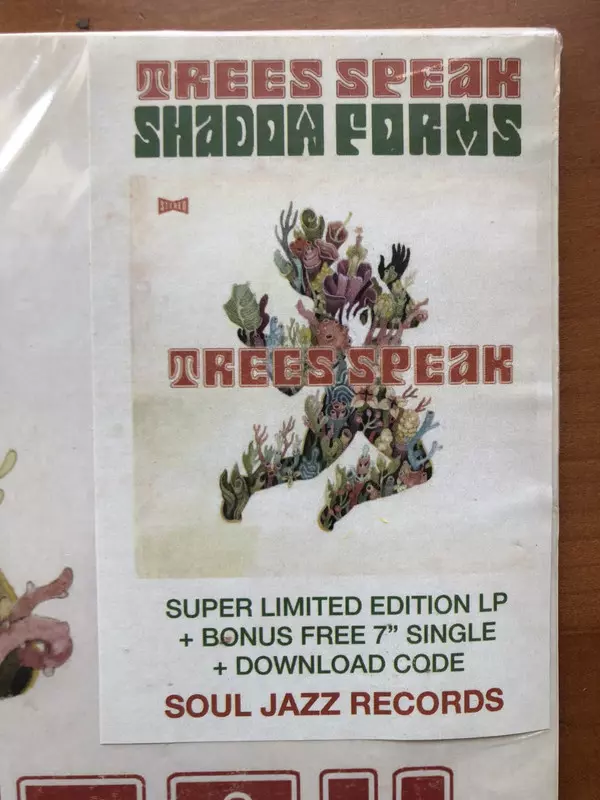 TREES SPEAK
SHADOW FORMS
STEREO
TREES SPEAK
SUPER LIMITED EDITION LP
+ BONUS FREE 7” SINGLE
+ DOWNLOAD CODE
SOUL JAZZ RECORDS